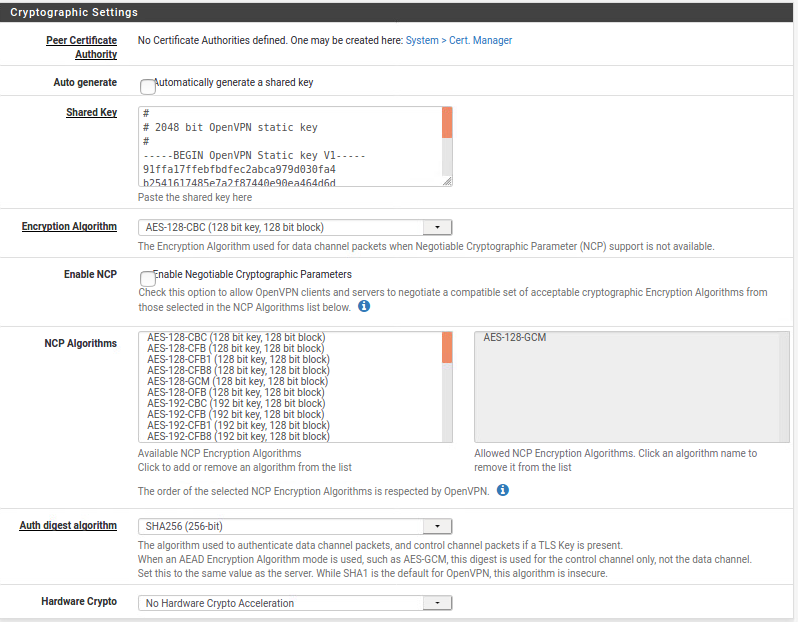 Cryptographic Settings
Peer Certificate Authority
No Certificate Authorities defined. One may be created here: System > Cert. Manager
Auto generate
Automatically generate a shared key
Shared Key
#
# 2048 bit OpenVPN static key
#
-----BEGIN OpenVPN Static key V1-----
91ffa17ffebfbdfec2abca979d030fa4
b2541617485e7a2f87440e90ea464d6d
Paste the shared key here
Encryption Algorithm
AES-128-CBC (128 bit key, 128 bit block)
The Encryption Algorithm used for data channel packets when Negotiable Cryptographic Parameter (NCP) support is not available.
Enable NCP
Enable Negotiable Cryptographic Parameters
Check this option to allow OpenVPN clients and servers to negotiate a compatible set of acceptable cryptographic Encryption Algorithms from
those selected in the NCP Algorithms list below.
NCP Algorithms
AES-128-CBC (128 bit key, 128 bit block)
AES-128-CFB (128 bit key, 128 bit block)
AES-128-CFB1 (128 bit key, 128 bit block)
AES-128-CFB8 (128 bit key, 128 bit block)
AES-128-GCM (128 bit key, 128 bit block)
AES-128-OFB (128 bit key, 128 bit block)
AES-192-CBC (192 bit key, 128 bit block)
AES-192-CFB (192 bit key, 128 bit block)
AES-192-CFB1 (192 bit key, 128 bit block)
AES-192-CFB8 (192 bit key, 128 bit block)
Available NCP Encryption Algorithms
Click to add or remove an algorithm from the list
AES-128-GCM
Allowed NCP Encryption Algorithms. Click an algorithm name to
remove it from the list
The order of the selected NCP Encryption Algorithms is respected by OpenVPN.
Auth digest algorithm
SHA256 (256-bit)
The algorithm used to authenticate data channel packets, and control channel packets if a TLS Key is present.
When an AEAD Encryption Algorithm mode is used, such as AES-GCM, this digest is used for the control channel only, not the data channel.
Set this to the same value as the server. While SHA1 is the default for OpenVPN, this algorithm is insecure.
Hardware Crypto
No Hardware Crypto Acceleration